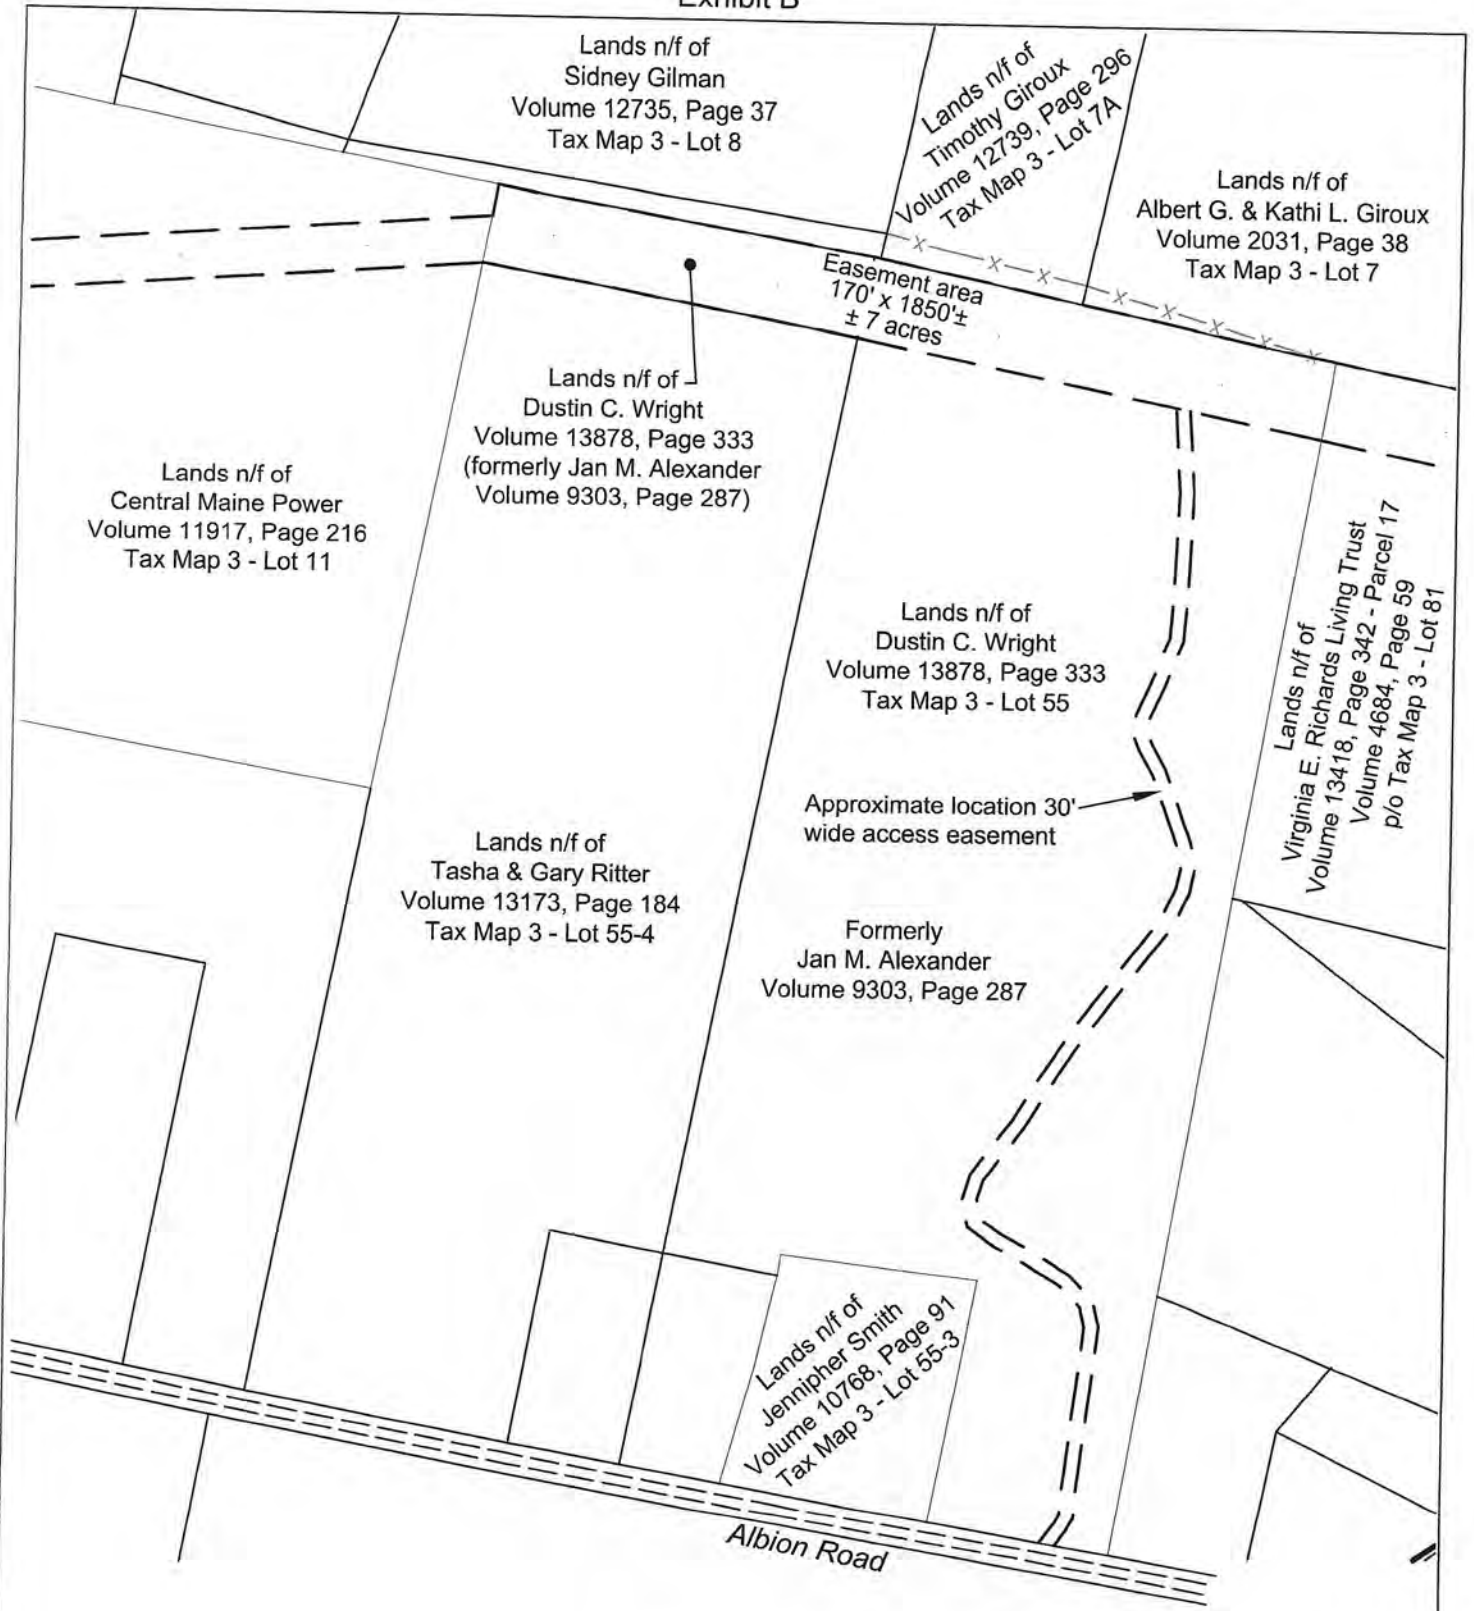 Exhibit B
Lands n/f of
Sidney Gilman
Volume 12735, Page 37
Tax Map 3 - Lot 8
Lands n/f of
Timothy Giroux
Volume 12739, Page 296
Tax Map 3 - Lot 7A
Lands n/f of
Albert G. & Kathi L. Giroux
Volume 2031, Page 38
Tax Map 3 - Lot 7
Easement area
170' x 1850'±
± 7 acres
Lands n/f of
Dustin C. Wright
Volume 13878, Page 333
(formerly Jan M. Alexander
Volume 9303, Page 287)
Lands n/f of
Central Maine Power
Volume 11917, Page 216
Tax Map 3 - Lot 11
Lands n/f of
Dustin C. Wright
Volume 13878, Page 333
Tax Map 3 - Lot 55
Lands n/f of
Virginia E. Richards Living Trust
Volume 13418, Page 342 - Parcel 17
Volume 4684, Page 59
p/o Tax Map 3 - Lot 81
Approximate location 30'
wide access easement
Lands n/f of
Tasha & Gary Ritter
Volume 13173, Page 184
Tax Map 3 - Lot 55-4
Formerly
Jan M. Alexander
Volume 9303, Page 287
Lands n/f of
Jennipher Smith
Volume 10768, Page 91
Tax Map 3 - Lot 55-3
Albion Road